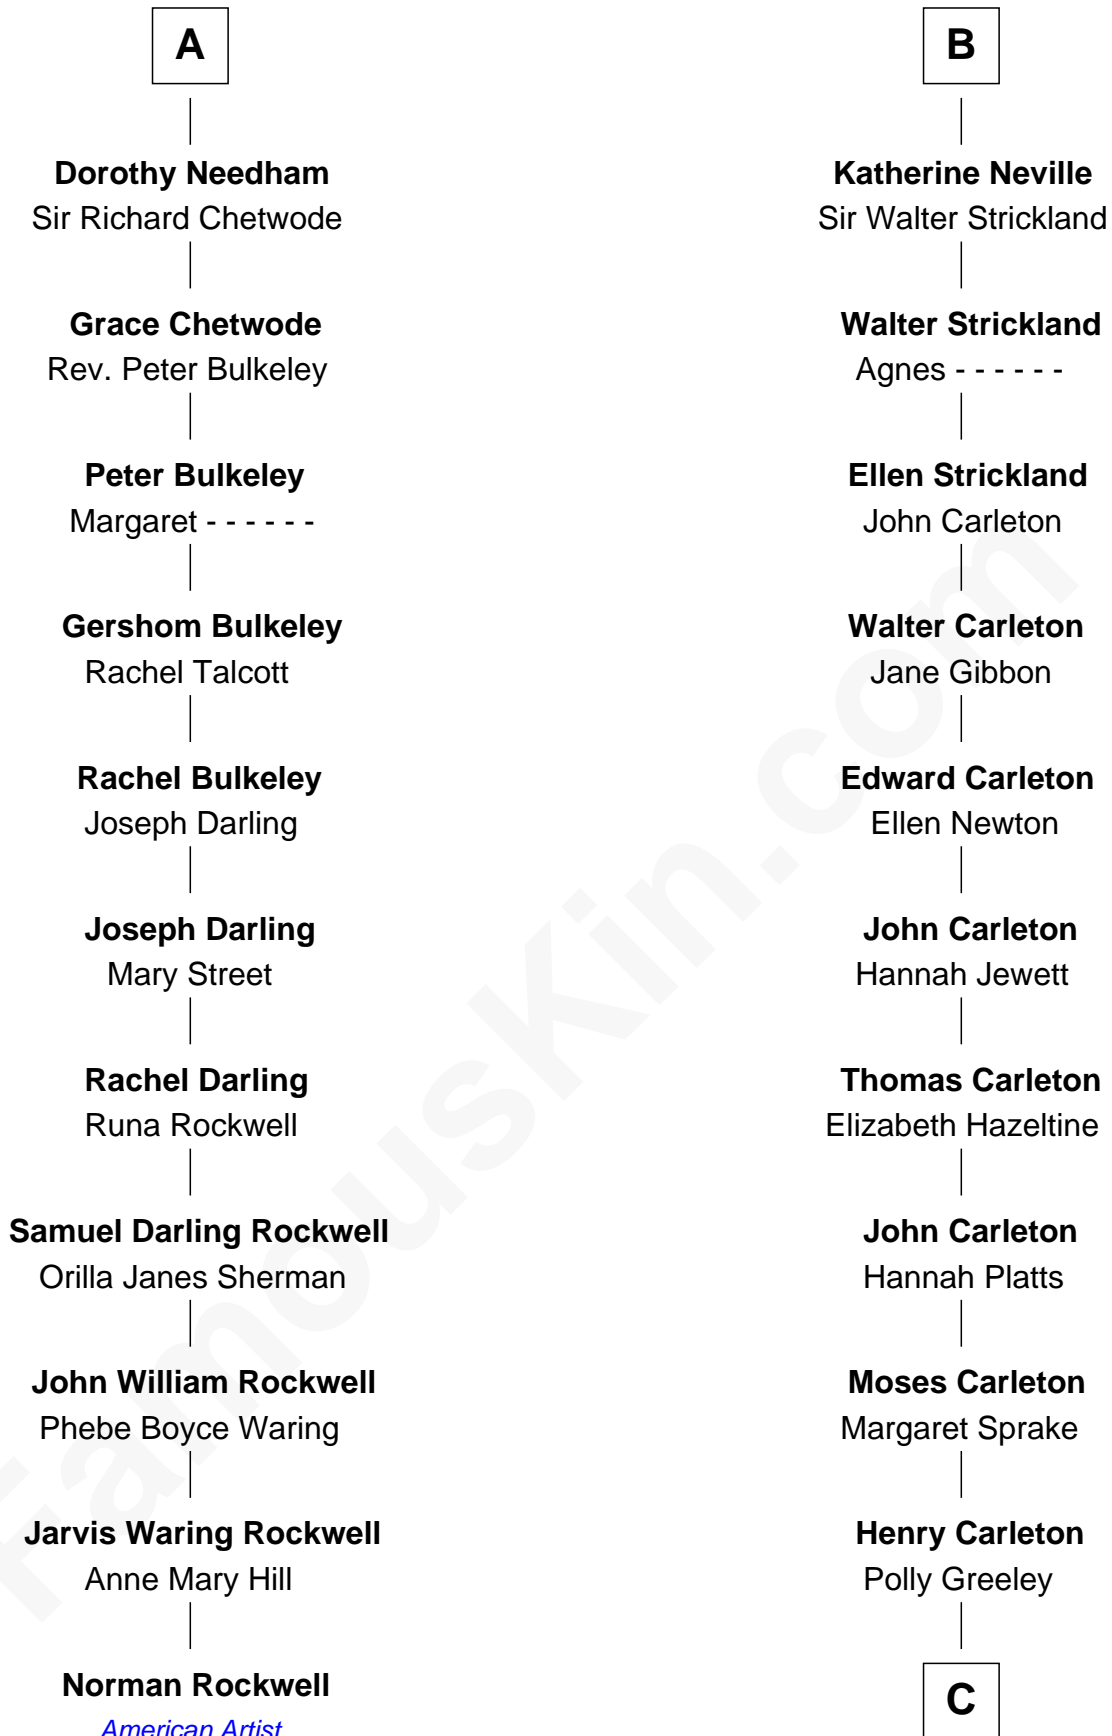 A
Dorothy Needham
Sir Richard Chetwode
Grace Chetwode
Rev. Peter Bulkeley
Peter Bulkeley
Margaret - - - - - -
Gershom Bulkeley
Rachel Talcott
Rachel Bulkeley
Joseph Darling
Joseph Darling
Mary Street
Rachel Darling
Runa Rockwell
Samuel Darling Rockwell
Orilla Janes Sherman
John William Rockwell
Phebe Boyce Waring
Jarvis Waring Rockwell
Anne Mary Hill
Norman Rockwell
American Artist
B
Katherine Neville
Sir Walter Strickland
Walter Strickland
Agnes - - - - - -
Ellen Strickland
John Carleton
Walter Carleton
Jane Gibbon
Edward Carleton
Ellen Newton
John Carleton
Hannah Jewett
Thomas Carleton
Elizabeth Hazeltine
John Carleton
Hannah Platts
Moses Carleton
Margaret Sprake
Henry Carleton
Polly Greeley
C
FamousKin.com